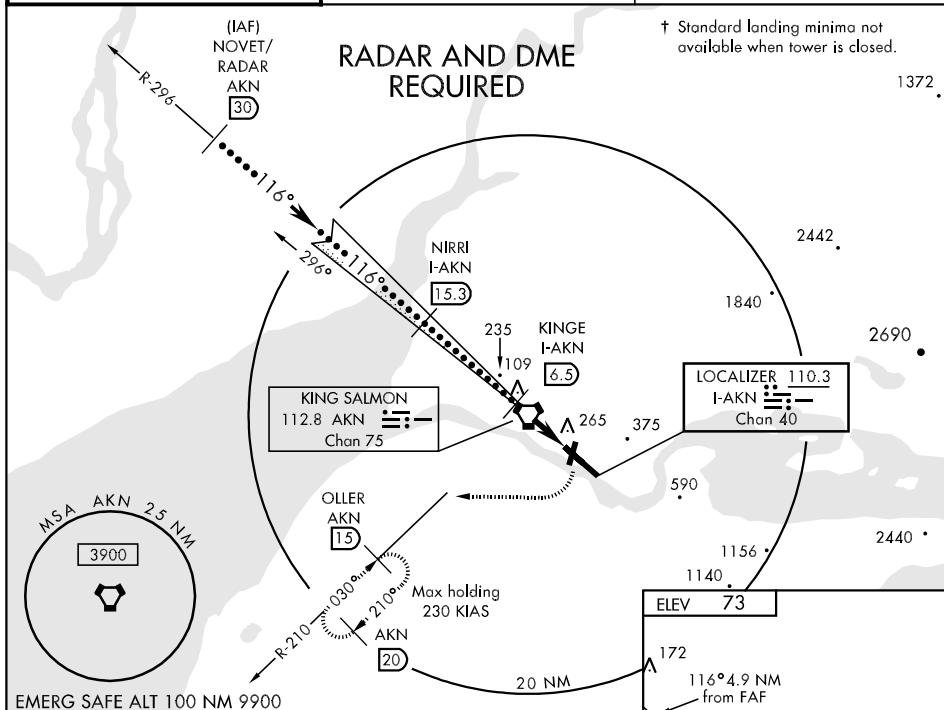 (IAF)
NOVET/
RADAR
AKN
30
RADAR AND DME
REQUIRED
† Standard landing minima not
available when tower is closed.
1372
R-296
116°
296°
116°
NIRRI
I-AKN
15.3
2442
1840
2690
235
109
KINGE
I-AKN
6.5
KING SALMON
112.8 AKN
Chan 75
LOCALIZER 110.3
I-AKN
Chan 40
265
375
590
OLLER
AKN
15
MSA AKN 25 NM
3900
2440
1156
1140
030°
210°
Max holding
230 KIAS
R-210
AKN
20
ELEV 73
172
20 NM
116° 4.9 NM
from FAF
EMERG SAFE ALT 100 NM 9900